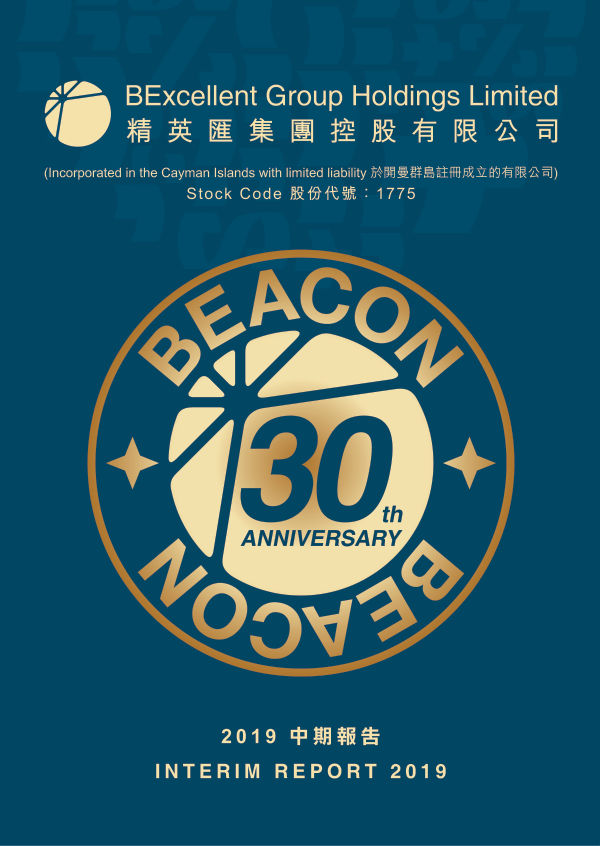 BExcellent Group Holdings Limited
精英匯集團控股有限公司
(Incorporated in the Cayman Islands with limited liability 於開曼群島註冊成立的有限公司)
Stock Code 股份代號：1775
BEACON
30th
ANNIVERSARY
BEACON
2019 中期報告
INTERIM REPORT 2019